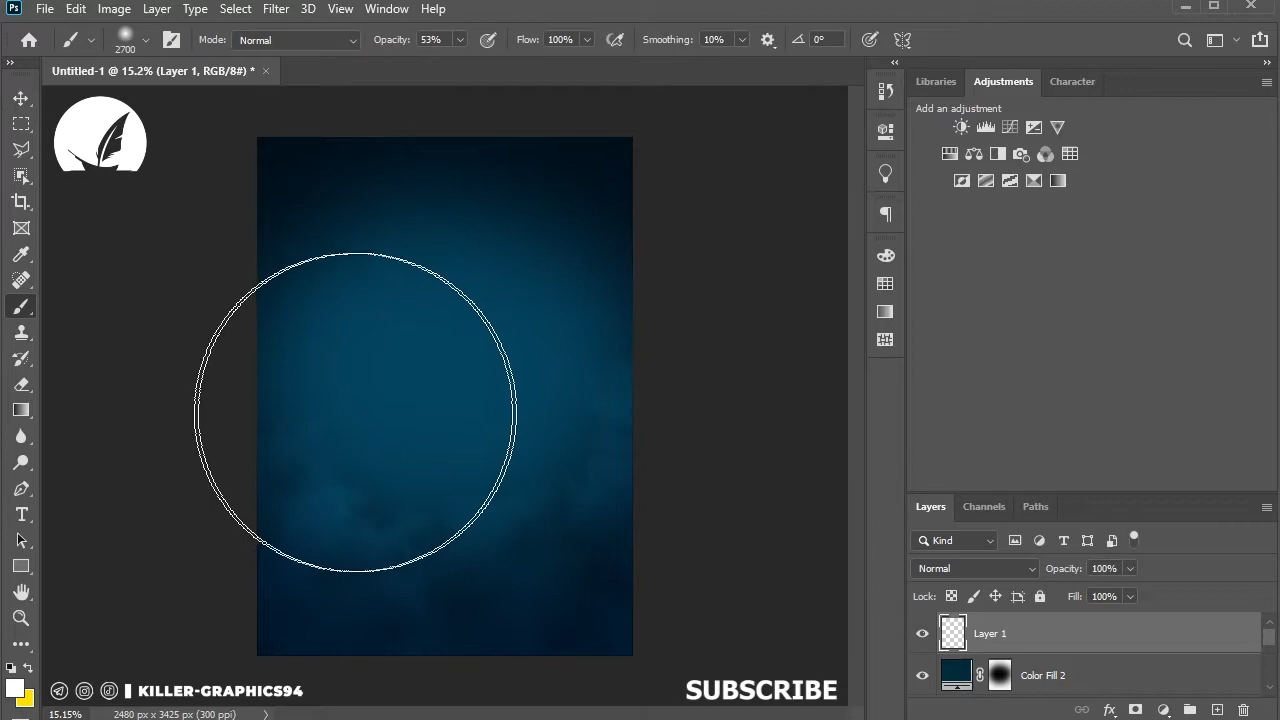 Ps File Edit Image Layer Type Select Filter 3D View Window Help
2700 Mode: Normal Opacity: 53% Flow: 100% Smoothing: 10% 0°
Untitled-1 @ 15.2% (Layer 1, RGB/8#) * ×
Libraries Adjustments Character
Add an adjustment
Layers Channels Paths
Kind
Normal Opacity: 100%
Lock: Fill: 100%
Layer 1
Color Fill 2
KILLER-GRAPHICS94
SUBSCRIBE
15.15% 2480 px x 3425 px (300 ppi)